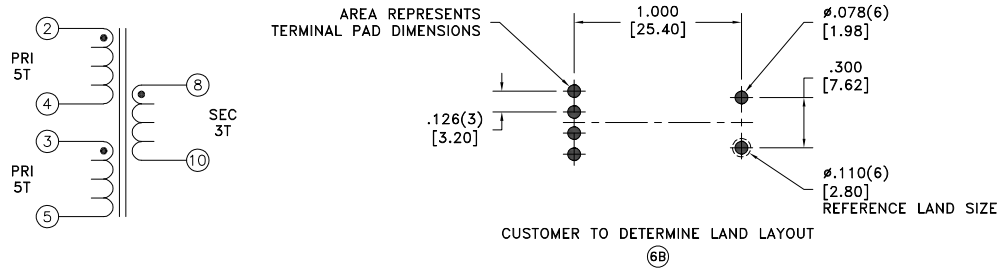 2
PRI
5T
4
3
PRI
5T
5
8
SEC
3T
10
AREA REPRESENTS
TERMINAL PAD DIMENSIONS
1.000
[25.40]
ø.078(6)
[1.98]
.300
[7.62]
.126(3)
[3.20]
ø.110(6)
[2.80]
REFERENCE LAND SIZE
CUSTOMER TO DETERMINE LAND LAYOUT
6B